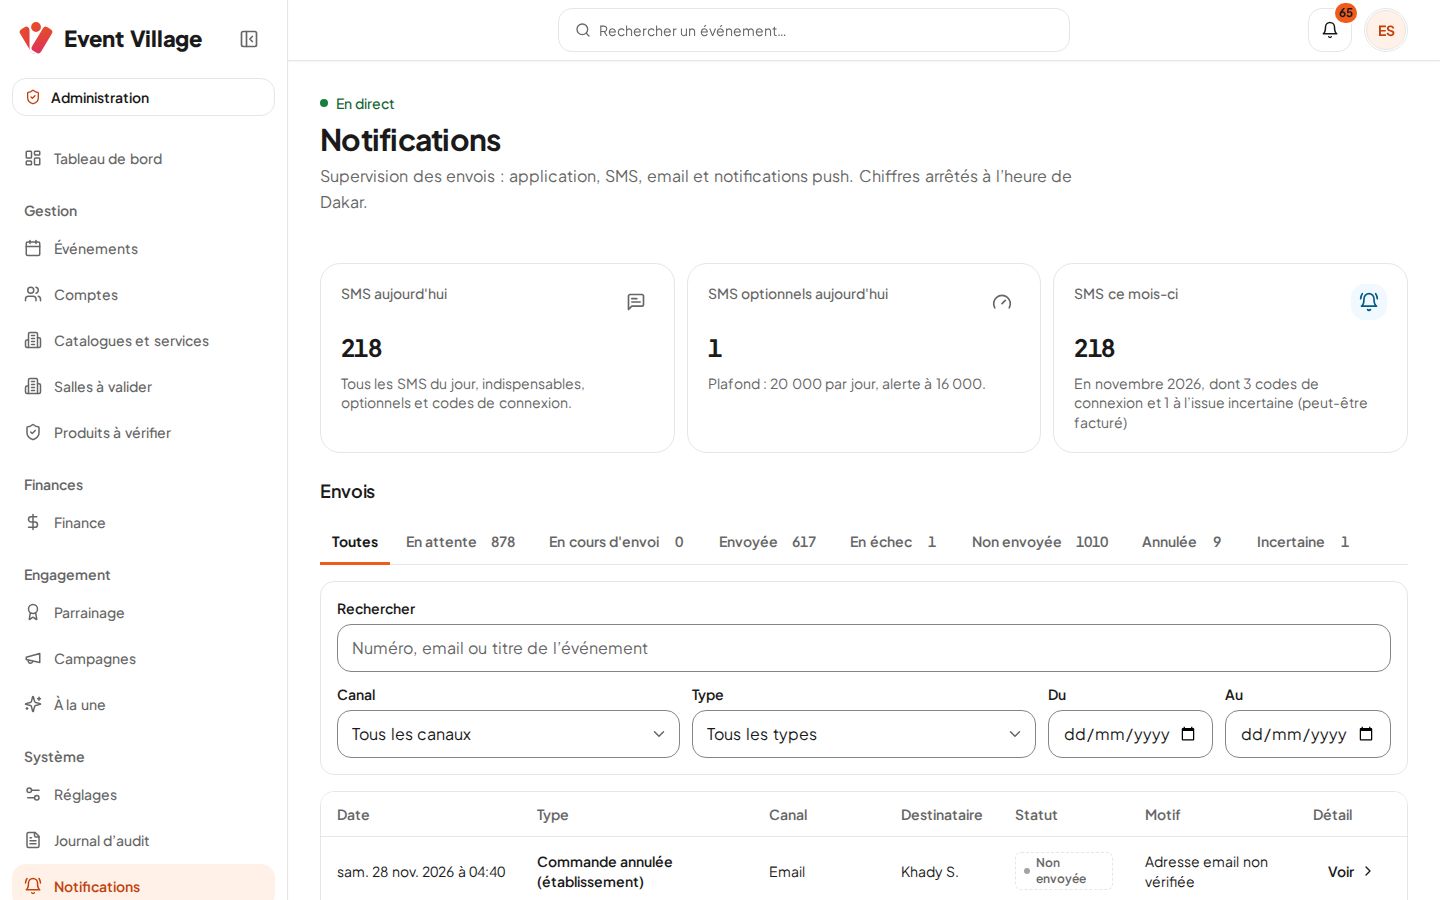 Event Village
Rechercher un événement...
65
ES
Administration
Tableau de bord
Gestion
Événements
Comptes
Catalogues et services
Salles à valider
Produits à vérifier
Finances
Finance
Engagement
Parrainage
Campagnes
À la une
Système
Réglages
Journal d’audit
Notifications
En direct
Notifications
Supervision des envois : application, SMS, email et notifications push. Chiffres arrêtés à l’heure de
Dakar.
SMS aujourd'hui
218
Tous les SMS du jour, indispensables,
optionnels et codes de connexion.
SMS optionnels aujourd'hui
1
Plafond : 20 000 par jour, alerte à 16 000.
SMS ce mois-ci
218
En novembre 2026, dont 3 codes de
connexion et 1 à l’issue incertaine (peut-être
facturé)
Envois
Toutes En attente 878 En cours d'envoi 0 Envoyée 617 En échec 1 Non envoyée 1010 Annulée 9 Incertaine 1
Rechercher
Numéro, email ou titre de l’événement
Canal Type Du Au
Tous les canaux Tous les types dd/mm/yyyy dd/mm/yyyy
Date Type Canal Destinataire Statut Motif Détail
sam. 28 nov. 2026 à 04:40
Commande annulée
(établissement)
Email
Khady S.
Non
envoyée
Adresse email non
vérifiée
Voir